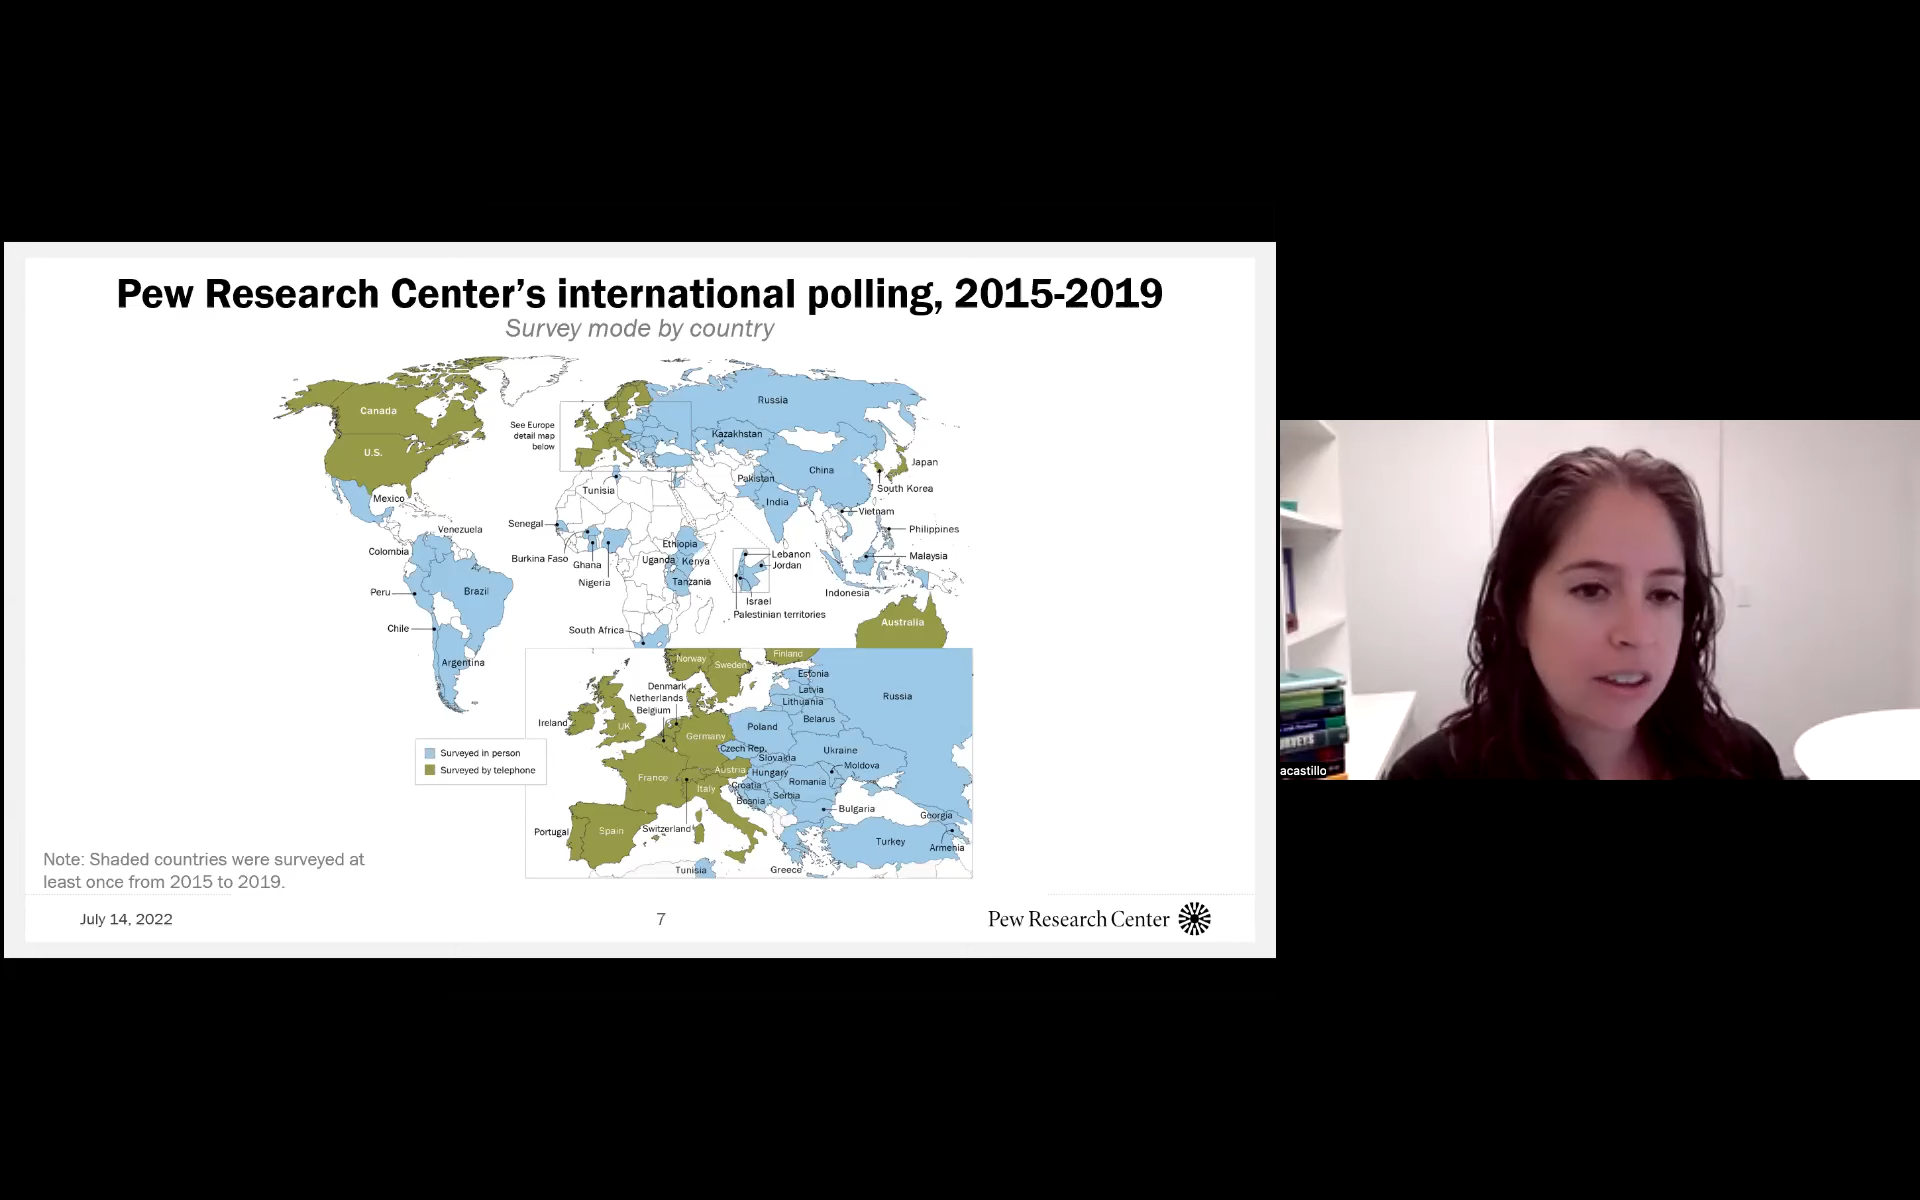 Pew Research Center's international polling, 2015-2019
Survey mode by country
Canada
U.S.
Mexico
Venezuela
Colombia
Peru
Brazil
Chile
Argentina
See Europe
detail map
below
Russia
Kazakhstan
China
Japan
South Korea
Pakistan
India
Vietnam
Philippines
Malaysia
Indonesia
Australia
Tunisia
Senegal
Burkina Faso
Ghana
Nigeria
Ethiopia
Uganda
Kenya
Tanzania
South Africa
Lebanon
Jordan
Israel
Palestinian territories
Norway
Sweden
Finland
Estonia
Latvia
Lithuania
Russia
Denmark
Netherlands
Belgium
Ireland
UK
Germany
Poland
Belarus
Czech Rep.
Slovakia
Ukraine
Austria
Hungary
Moldova
France
Italy
Croatia
Romania
Bosnia
Serbia
Bulgaria
Georgia
Portugal
Spain
Switzerland
Turkey
Armenia
Tunisia
Greece
Surveyed in person
Surveyed by telephone
Note: Shaded countries were surveyed at
least once from 2015 to 2019.
July 14, 2022
7
Pew Research Center
acastillo